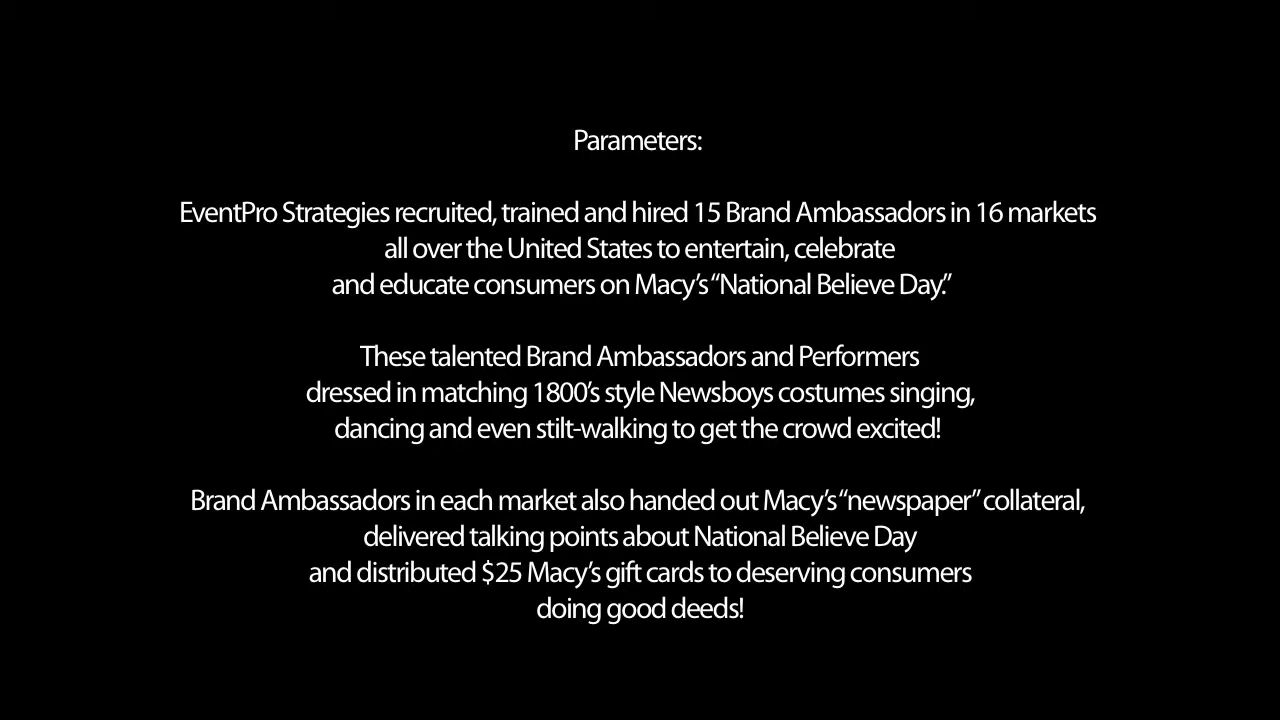 Parameters:
EventPro Strategies recruited, trained and hired 15 Brand Ambassadors in 16 markets
all over the United States to entertain, celebrate
and educate consumers on Macy’s “National Believe Day.”
These talented Brand Ambassadors and Performers
dressed in matching 1800’s style Newsboys costumes singing,
dancing and even stilt-walking to get the crowd excited!
Brand Ambassadors in each market also handed out Macy’s “newspaper” collateral,
delivered talking points about National Believe Day
and distributed $25 Macy’s gift cards to deserving consumers
doing good deeds!